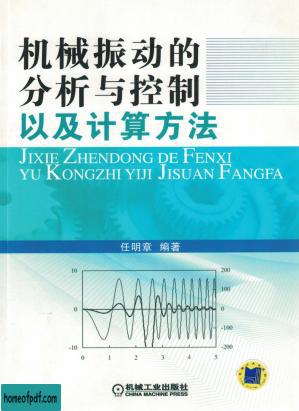 机械振动的
分析与控制
以及计算方法
JIXIE ZHENDONG DE FENXI
YU KONGZHI YIJI JISUAN FANGFA
任明章 编著
10 200
100
0 0
-100
-10 -200
0 1 2 3 4 5
机械工业出版社
CHINA MACHINE PRESS
homeofpdf.com